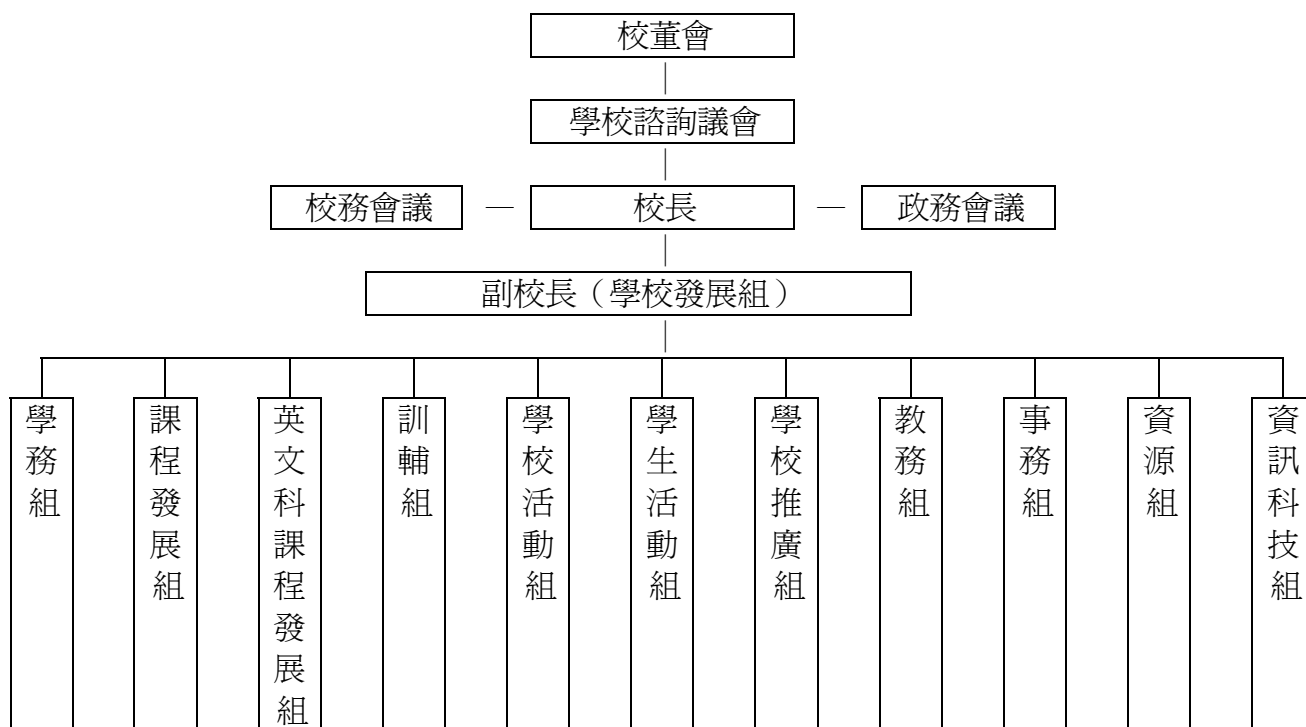 校董會
學校諮詢議會
校務會議 — 校長 — 政務會議
副校長（學校發展組）
學務組
課程發展組
英文科課程發展組
訓輔組
學校活動組
學生活動組
學校推廣組
教務組
事務組
資源組
資訊科技組